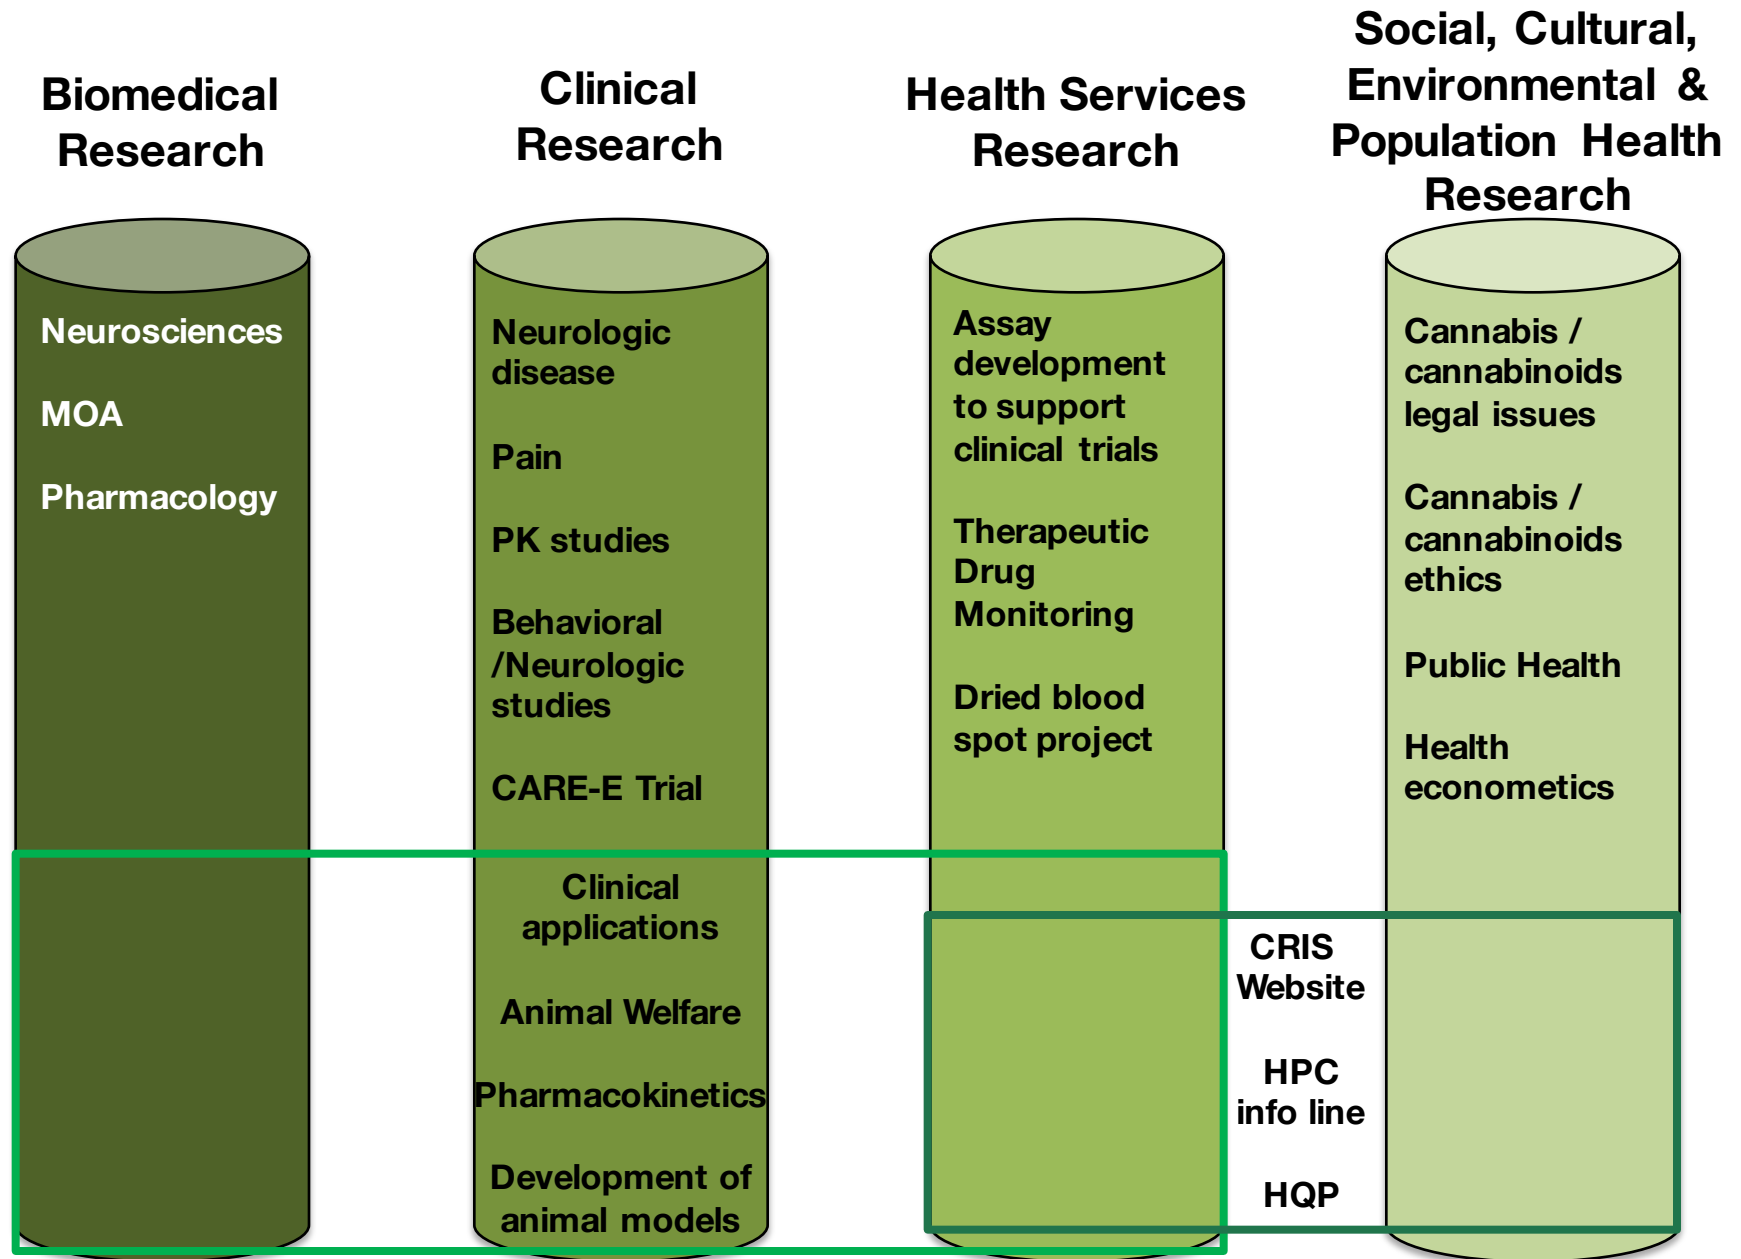 Biomedical
Research
Clinical
Research
Health Services
Research
Social, Cultural,
Environmental &
Population Health
Research
Neurosciences
MOA
Pharmacology
Neurologic
disease
Pain
PK studies
Behavioral
/Neurologic
studies
CARE-E Trial
Clinical
applications
Animal Welfare
Pharmacokinetics
Development of
animal models
Assay
development
to support
clinical trials
Therapeutic
Drug
Monitoring
Dried blood
spot project
Cannabis /
cannabinoids
legal issues
Cannabis /
cannabinoids
ethics
Public Health
Health
econometics
CRIS
Website
HPC
info line
HQP